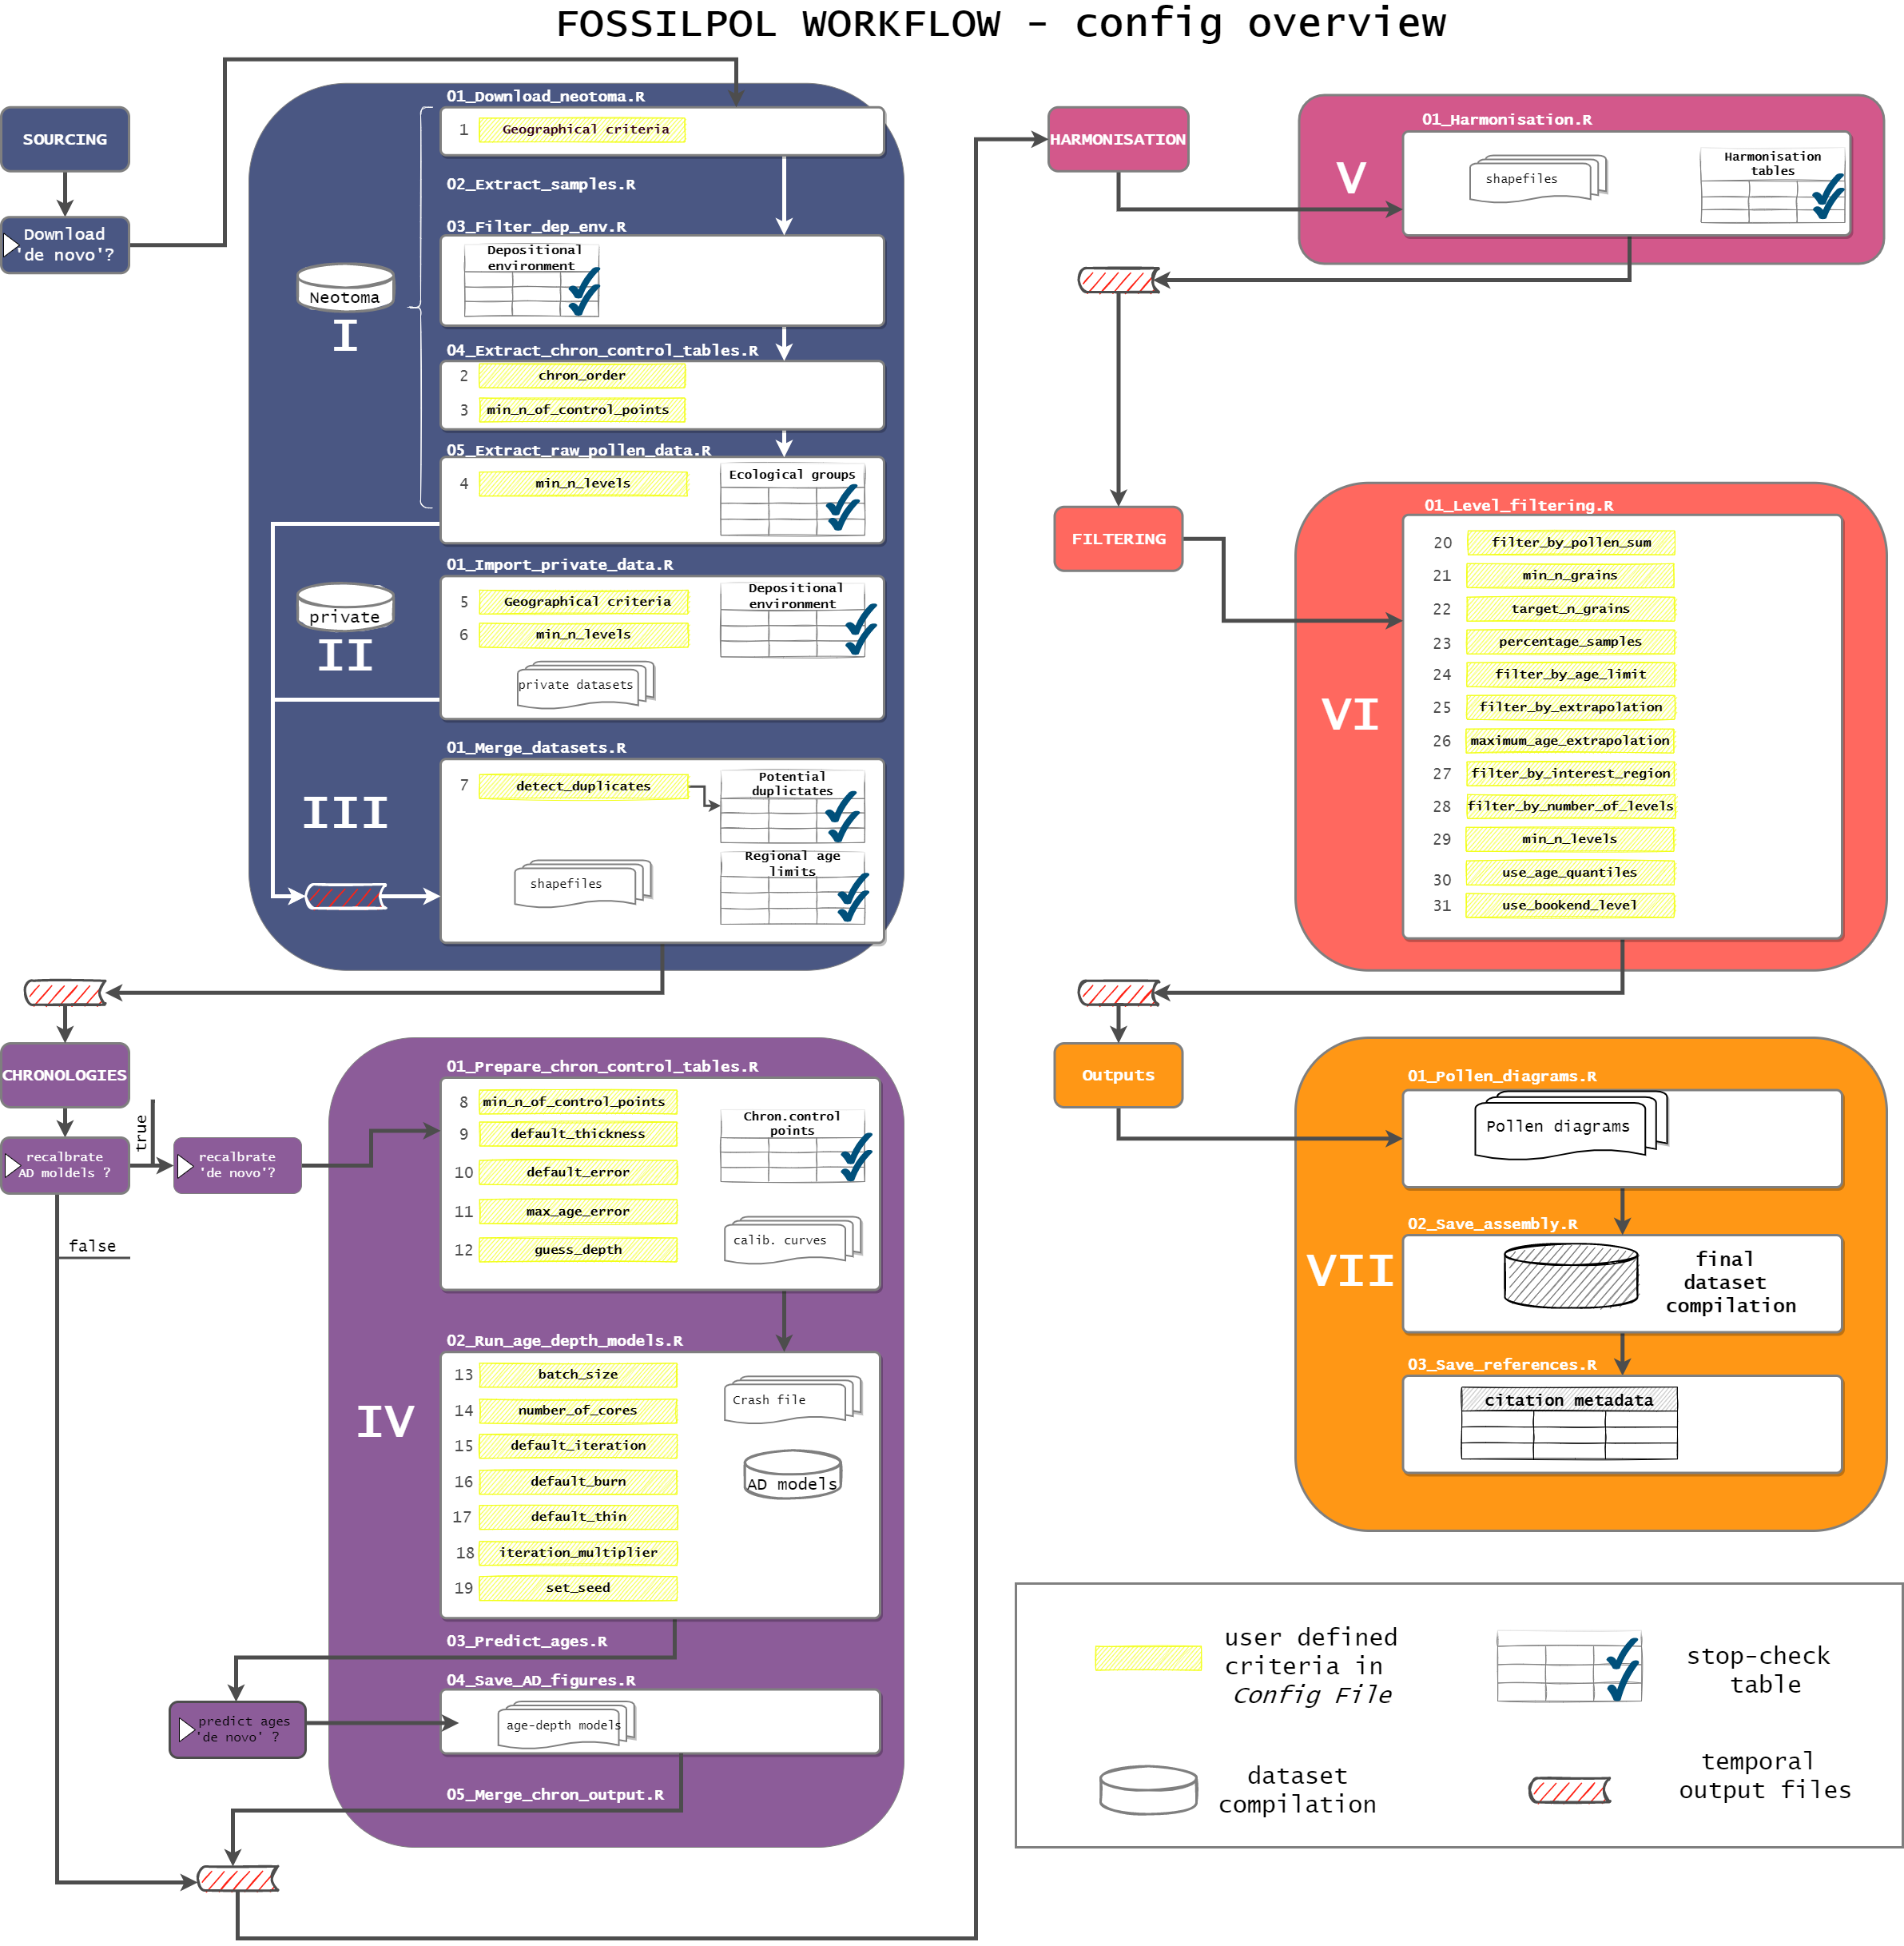 FOSSILPOL WORKFLOW - config overview
SOURCING
Download
'de novo'?
Neotoma
I
01_Download_neotoma.R
1 Geographical criteria
02_Extract_samples.R
03_Filter_dep_env.R
Depositional
environment
04_Extract_chron_control_tables.R
2 chron_order
3 min_n_of_control_points
05_Extract_raw_pollen_data.R
4 min_n_levels
Ecological groups
private
II
01_Import_private_data.R
5 Geographical criteria
6 min_n_levels
private datasets
Depositional
environment
III
01_Merge_datasets.R
7 detect_duplicates
Potential
duplictates
shapefiles
Regional age
limits
CHRONOLOGIES
recalbrate
AD moldels ?
true
false
recalbrate
'de novo'?
IV
01_Prepare_chron_control_tables.R
8 min_n_of_control_points
9 default_thickness
10 default_error
11 max_age_error
12 guess_depth
Chron.control
points
calib. curves
02_Run_age_depth_models.R
13 batch_size
14 number_of_cores
15 default_iteration
16 default_burn
17 default_thin
18 iteration_multiplier
19 set_seed
Crash file
AD models
03_Predict_ages.R
predict ages
'de novo' ?
04_Save_AD_figures.R
age-depth models
05_Merge_chron_output.R
HARMONISATION
V
01_Harmonisation.R
shapefiles
Harmonisation
tables
FILTERING
VI
01_Level_filtering.R
20 filter_by_pollen_sum
21 min_n_grains
22 target_n_grains
23 percentage_samples
24 filter_by_age_limit
25 filter_by_extrapolation
26 maximum_age_extrapolation
27 filter_by_interest_region
28 filter_by_number_of_levels
29 min_n_levels
30 use_age_quantiles
31 use_bookend_level
Outputs
VII
01_Pollen_diagrams.R
Pollen diagrams
02_Save_assembly.R
final
dataset
compilation
03_Save_references.R
citation metadata
user defined
criteria in
Config File
stop-check
table
dataset
compilation
temporal
output files